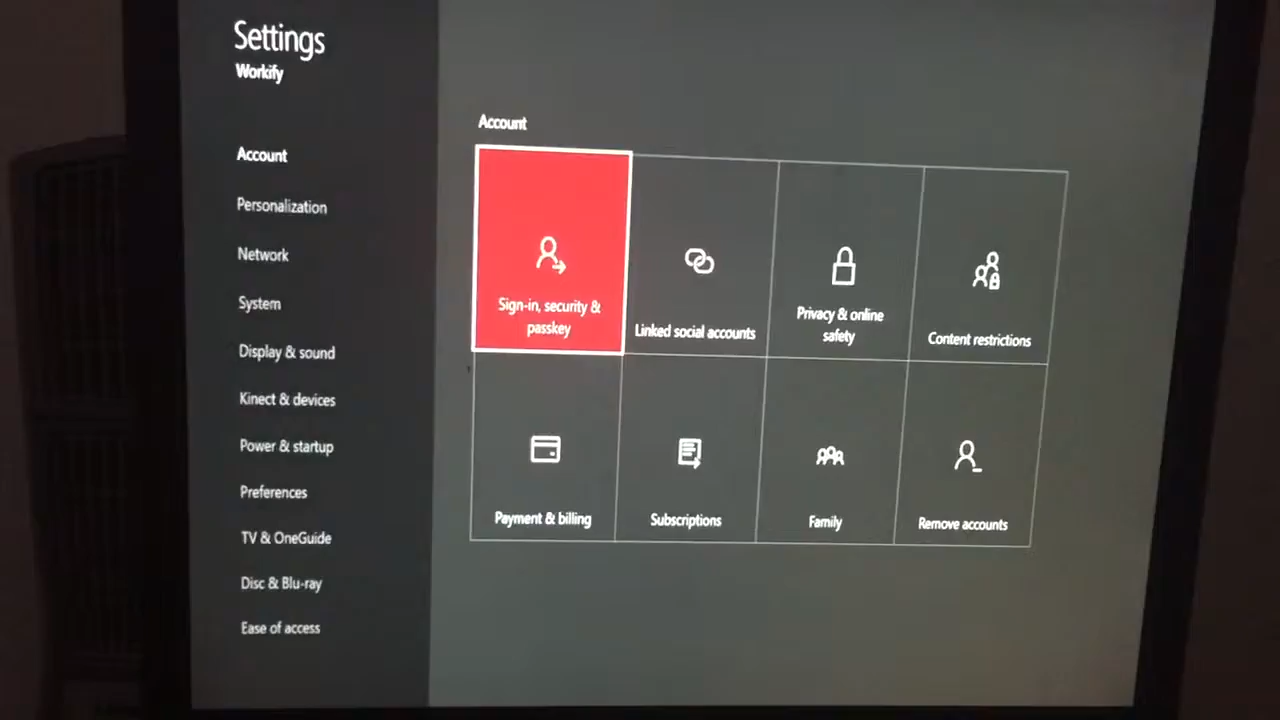 Settings
Workify
Account
Personalization
Network
System
Display & sound
Kinect & devices
Power & startup
Preferences
TV & OneGuide
Disc & Blu-ray
Ease of access
Account
Sign-in, security &
passkey
Linked social accounts
Privacy & online
safety
Content restrictions
Payment & billing
Subscriptions
Family
Remove accounts